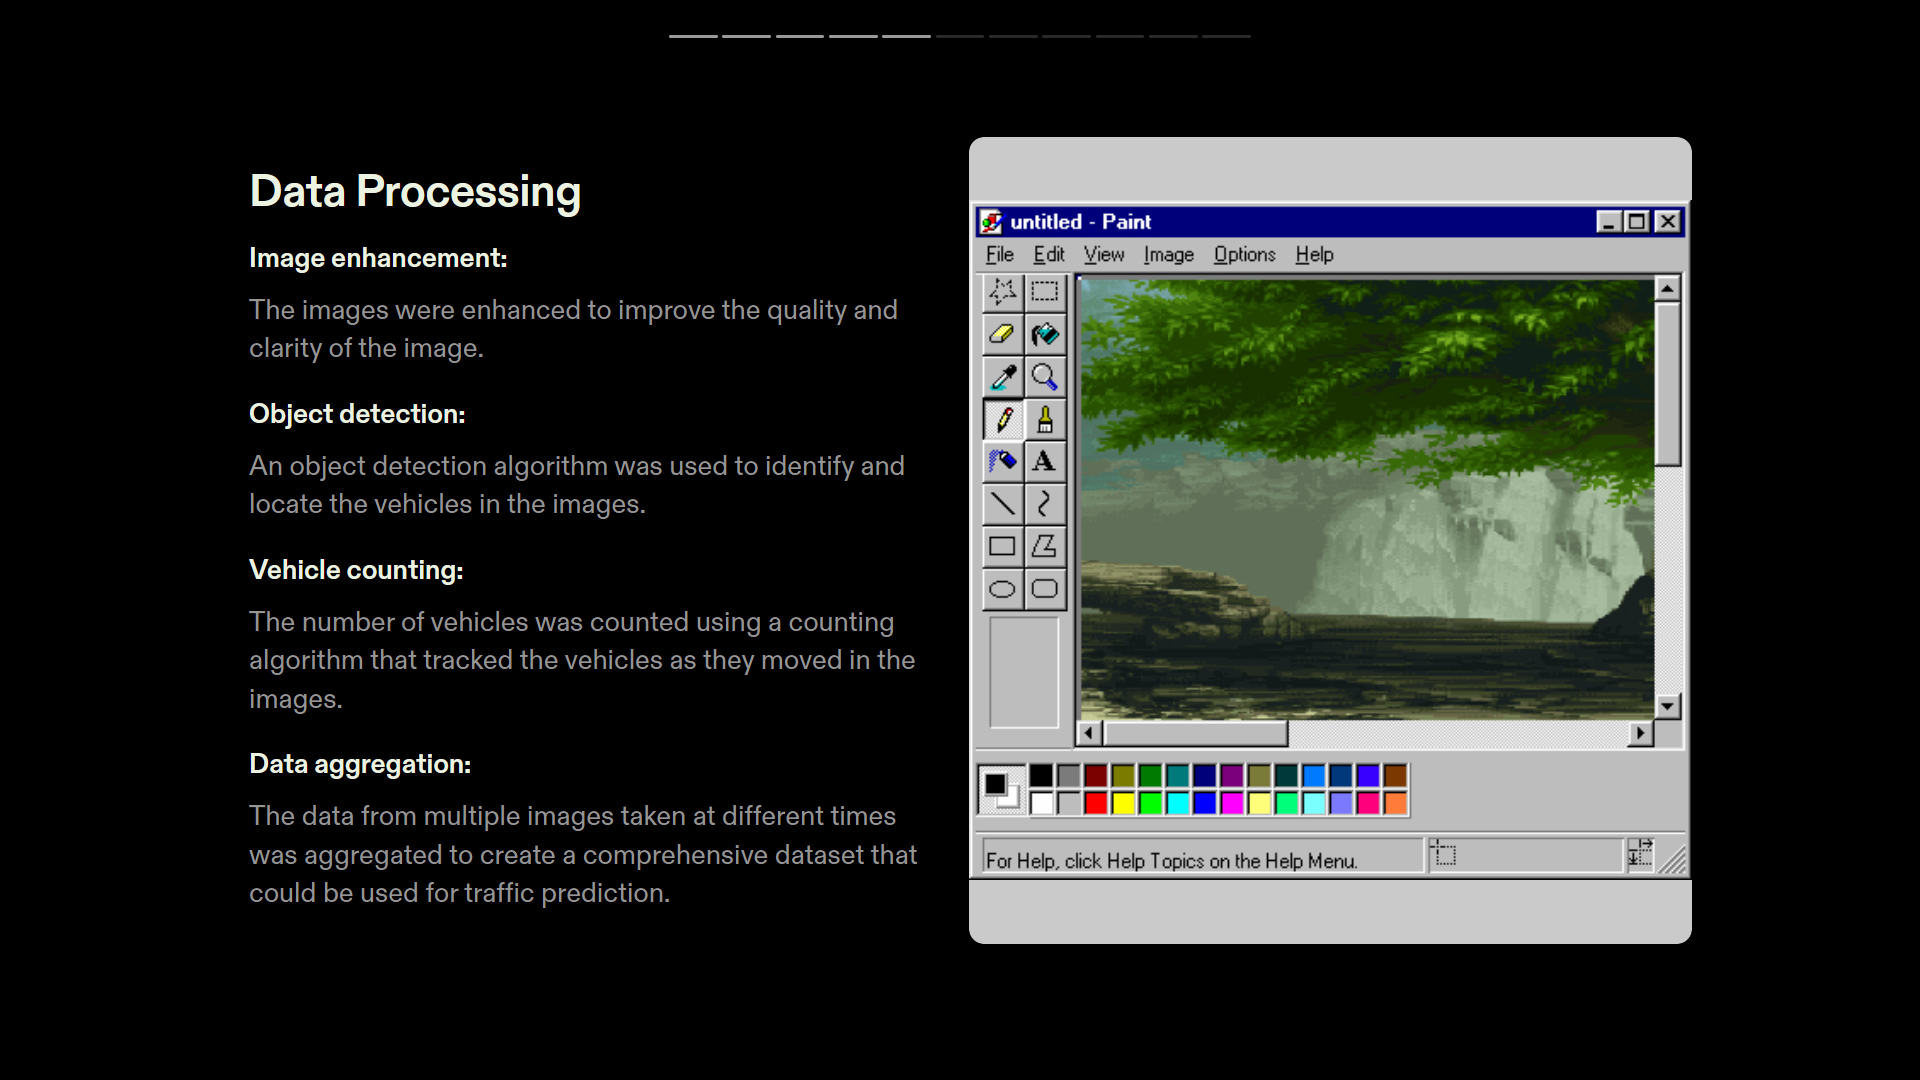 Data Processing
Image enhancement:
The images were enhanced to improve the quality and
clarity of the image.
Object detection:
An object detection algorithm was used to identify and
locate the vehicles in the images.
Vehicle counting:
The number of vehicles was counted using a counting
algorithm that tracked the vehicles as they moved in the
images.
Data aggregation:
The data from multiple images taken at different times
was aggregated to create a comprehensive dataset that
could be used for traffic prediction.
untitled - Paint
File Edit View Image Options Help
A
For Help, click Help Topics on the Help Menu.